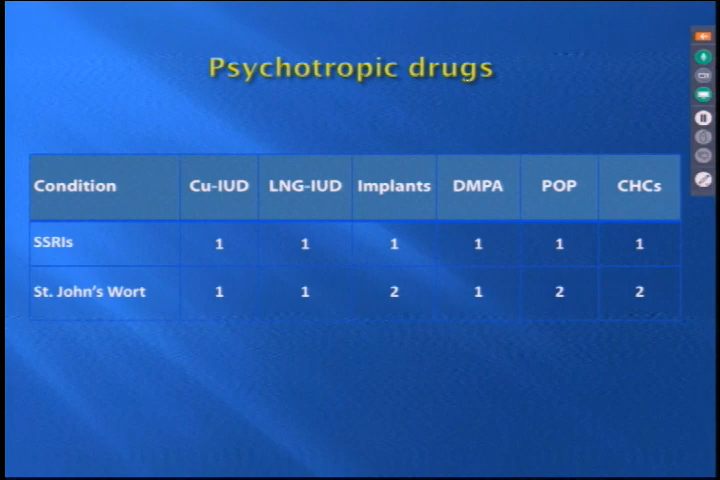 Psychotropic drugs
Condition Cu-IUD LNG-IUD Implants DMPA POP CHCs
SSRIs 1 1 1 1 1 1
St. John's Wort 1 1 2 1 2 2